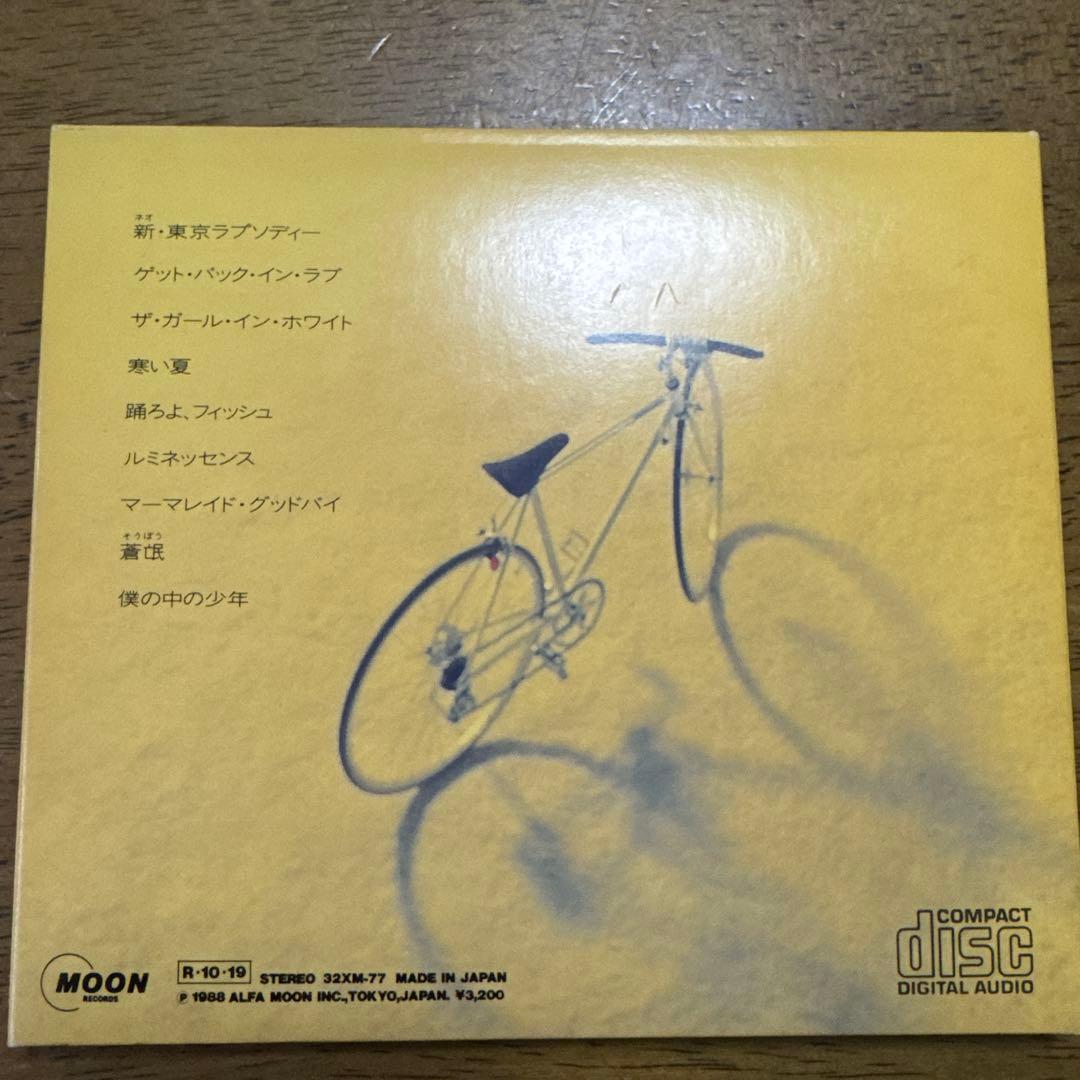 ネオ
新・東京ラプソディー
ゲット・バック・イン・ラブ
ザ・ガール・イン・ホワイト
寒い夏
踊ろよ、フィッシュ
ルミネッセンス
マーマレイド・グッドバイ
そうぼう
蒼氓
僕の中の少年
MOON
RECORDS
R・10・19 STEREO 32XM-77 MADE IN JAPAN
℗1988 ALFA MOON INC.,TOKYO,JAPAN. ¥3,200
COMPACT
disc
DIGITAL AUDIO